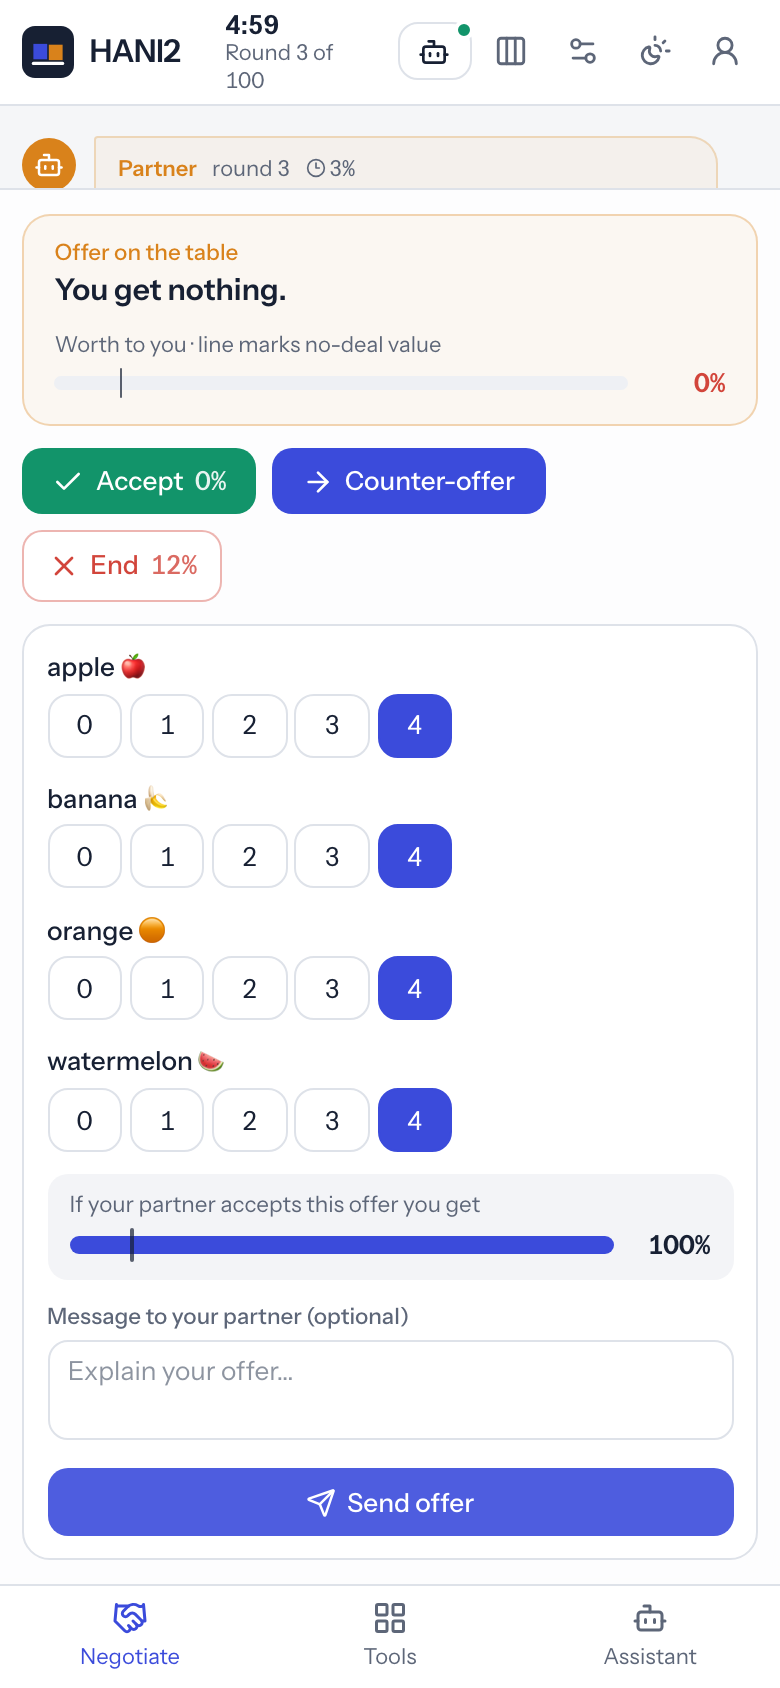 HANI2
4:59
Round 3 of
100
Partner round 3 3%
Offer on the table
You get nothing.
Worth to you · line marks no-deal value
0%
Accept 0%
Counter-offer
End 12%
apple
0 1 2 3 4
banana
0 1 2 3 4
orange
0 1 2 3 4
watermelon
0 1 2 3 4
If your partner accepts this offer you get
100%
Message to your partner (optional)
Explain your offer...
Send offer
Negotiate Tools Assistant